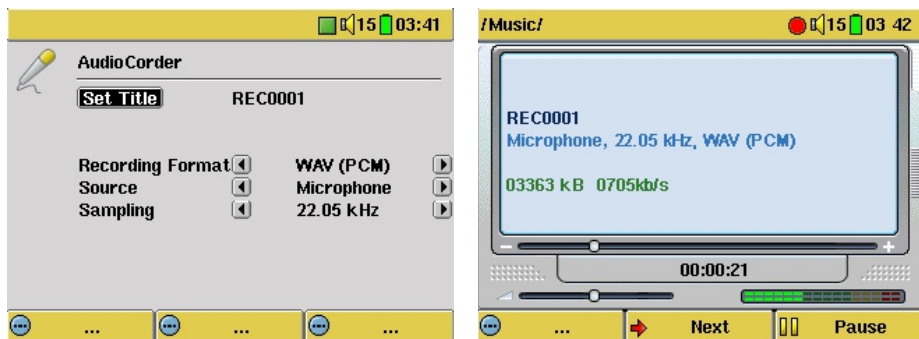 15 03:41
AudioCorder
Set Title REC0001
Recording Format WAV (PCM)
Source Microphone
Sampling 22.05 kHz
... ... ...
/Music/ 15 03 42
REC0001
Microphone, 22.05 kHz, WAV (PCM)
03363 kB 0705kb/s
- +
00:00:21
... Next Pause